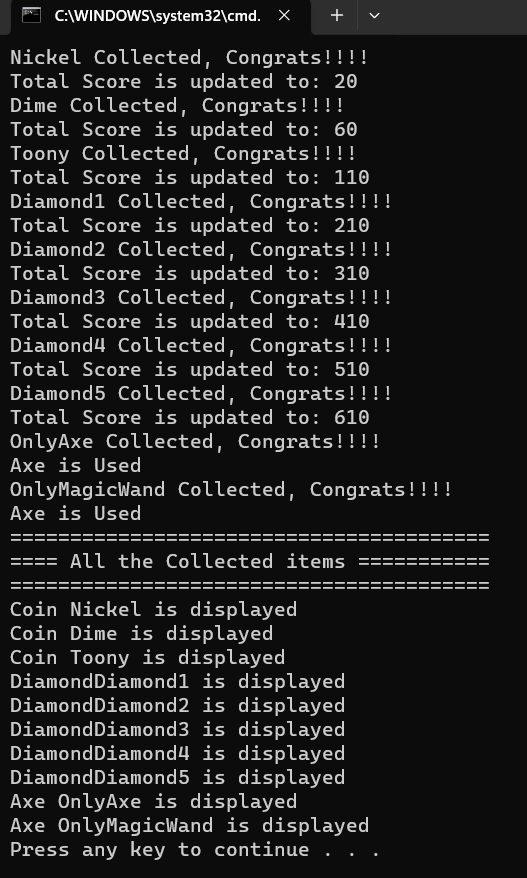 C:\WINDOWS\system32\cmd.
Nickel Collected, Congrats!!!!
Total Score is updated to: 20
Dime Collected, Congrats!!!!
Total Score is updated to: 60
Toony Collected, Congrats!!!!
Total Score is updated to: 110
Diamond1 Collected, Congrats!!!!
Total Score is updated to: 210
Diamond2 Collected, Congrats!!!!
Total Score is updated to: 310
Diamond3 Collected, Congrats!!!!
Total Score is updated to: 410
Diamond4 Collected, Congrats!!!!
Total Score is updated to: 510
Diamond5 Collected, Congrats!!!!
Total Score is updated to: 610
OnlyAxe Collected, Congrats!!!!
Axe is Used
OnlyMagicWand Collected, Congrats!!!!
Axe is Used
========================================
==== All the Collected items ===========
========================================
Coin Nickel is displayed
Coin Dime is displayed
Coin Toony is displayed
DiamondDiamond1 is displayed
DiamondDiamond2 is displayed
DiamondDiamond3 is displayed
DiamondDiamond4 is displayed
DiamondDiamond5 is displayed
Axe OnlyAxe is displayed
Axe OnlyMagicWand is displayed
Press any key to continue . . .